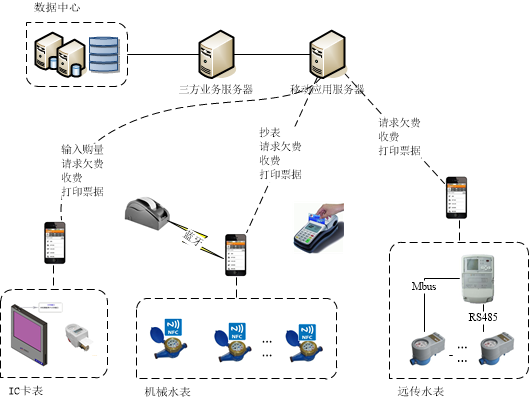 数据中心
三方业务服务器
移动应用服务器
输入购量
请求欠费
收费
打印票据
抄表
请求欠费
收费
打印票据
请求欠费
收费
打印票据
蓝牙
NFC
NFC
...
NFC
...
Mbus
RS485
- ...
IC卡表
机械水表
远传水表